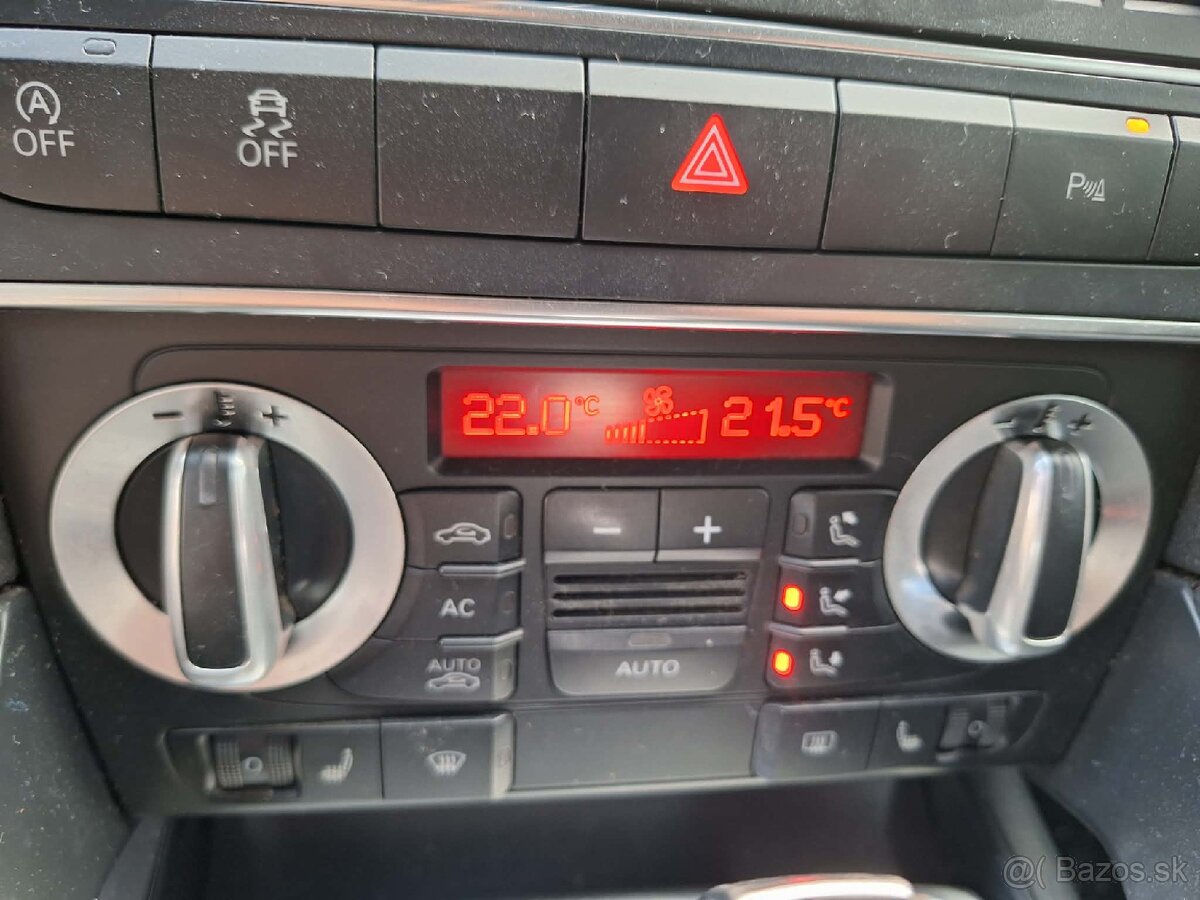 A
OFF
OFF
P
- +
22.0°C
21.5°C
- +
- +
AC
AUTO
AUTO
@( Bazos.sk